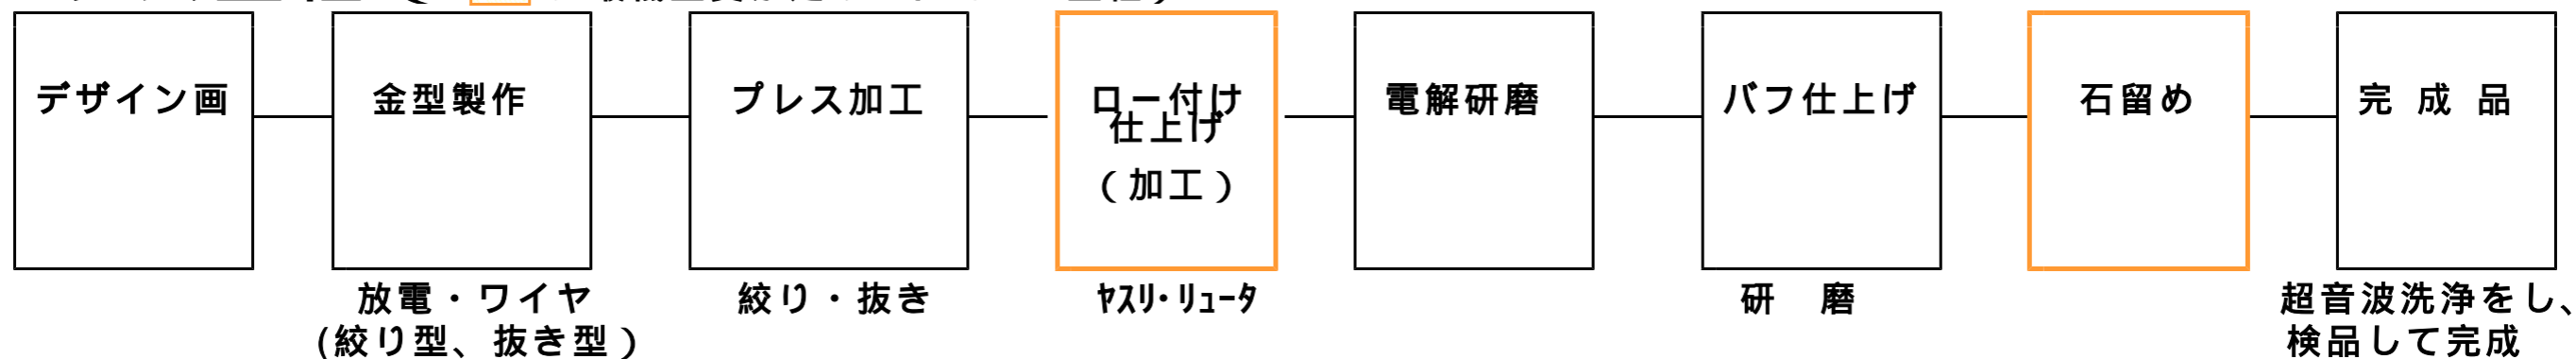 デザイン画
金型製作
プレス加工
ロー付け
仕上げ
（加工）
電解研磨
バフ仕上げ
石留め
完 成 品
放電・ワイヤ
(絞り型、抜き型）
絞り・抜き
ﾔｽﾘ･ﾘｭｰﾀ
研　磨
超音波洗浄をし、
検品して完成